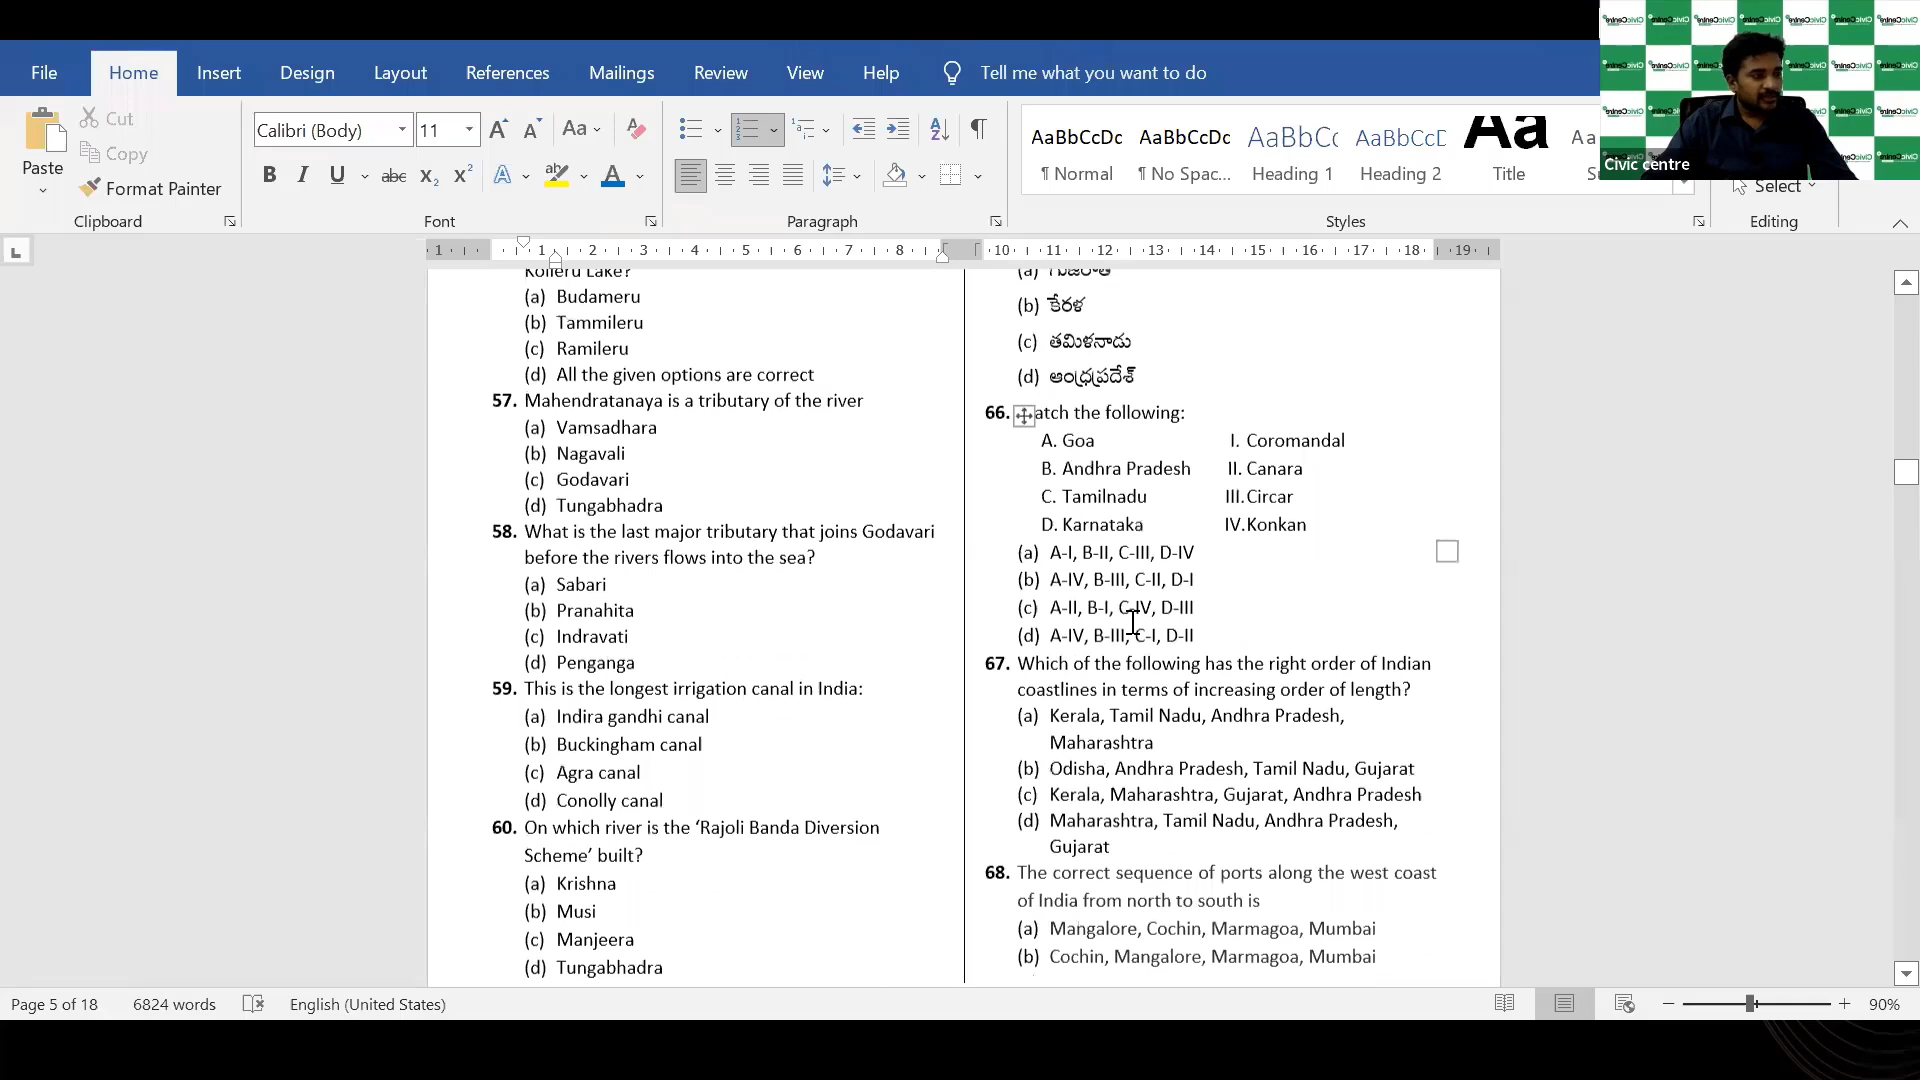 File Home Insert Design Layout References Mailings Review View Help Tell me what you want to do
Paste
Cut
Copy
Format Painter
Clipboard
Calibri (Body) 11
Font
Paragraph
AaBbCcDc AaBbCcDc AaBbCc AaBbCcD Aa
¶ Normal ¶ No Spac... Heading 1 Heading 2 Title
Styles
Select
Editing
Civic centre
Kolleru Lake?
(a) Budameru
(b) Tammileru
(c) Ramileru
(d) All the given options are correct
57. Mahendratanaya is a tributary of the river
(a) Vamsadhara
(b) Nagavali
(c) Godavari
(d) Tungabhadra
58. What is the last major tributary that joins Godavari
before the rivers flows into the sea?
(a) Sabari
(b) Pranahita
(c) Indravati
(d) Penganga
59. This is the longest irrigation canal in India:
(a) Indira gandhi canal
(b) Buckingham canal
(c) Agra canal
(d) Conolly canal
60. On which river is the ‘Rajoli Banda Diversion
Scheme’ built?
(a) Krishna
(b) Musi
(c) Manjeera
(d) Tungabhadra
(a) గుజరాత్
(b) కేరళ
(c) తమిళనాడు
(d) ఆంధ్రప్రదేశ్
66. atch the following:
A. Goa I. Coromandal
B. Andhra Pradesh II. Canara
C. Tamilnadu III. Circar
D. Karnataka IV. Konkan
(a) A-I, B-II, C-III, D-IV
(b) A-IV, B-III, C-II, D-I
(c) A-II, B-I, C-IV, D-III
(d) A-IV, B-III, C-I, D-II
67. Which of the following has the right order of Indian
coastlines in terms of increasing order of length?
(a) Kerala, Tamil Nadu, Andhra Pradesh,
Maharashtra
(b) Odisha, Andhra Pradesh, Tamil Nadu, Gujarat
(c) Kerala, Maharashtra, Gujarat, Andhra Pradesh
(d) Maharashtra, Tamil Nadu, Andhra Pradesh,
Gujarat
68. The correct sequence of ports along the west coast
of India from north to south is
(a) Mangalore, Cochin, Marmagoa, Mumbai
(b) Cochin, Mangalore, Marmagoa, Mumbai
Page 5 of 18 6824 words English (United States) 90%